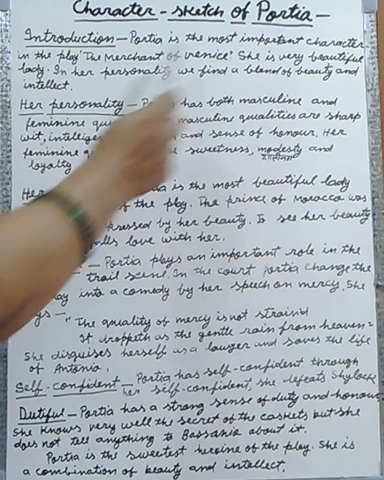 Character-sketch of Portia-
Introduction- Portia is the most important character
in the play 'The Merchant of venice'. She is very beautiful
lady. In her personality we find a blend of beauty and
intellect.
Her personality- has both masculine and
feminine masculine qualities are sharp
wit, and sense of honour. Her
feminine sweetness, modesty and
loyalty
is the most beautiful lady
of the play. The prince of Morocco was
by her beauty. To see her beauty
love with her.
- Portia plays an important role in the
trail scene. In the court portia change the
into a comedy by her speech on mercy. She
- "The quality of mercy is not strain'd
It droppeth as the gentle rain from heaven"
She disguises herself as a lawyer and saves the life
of Antonio.
Self-confident- Portia has self-confident through
her self-confident, she defeats Shylock
Dutiful- Portia has a strong sense of duty and honour
She knows very well the secret of the caskets but she
does not tell anything to Bassanio about it.
Portia is the sweetest heroine of the play. She is
a combination of beauty and intellect.